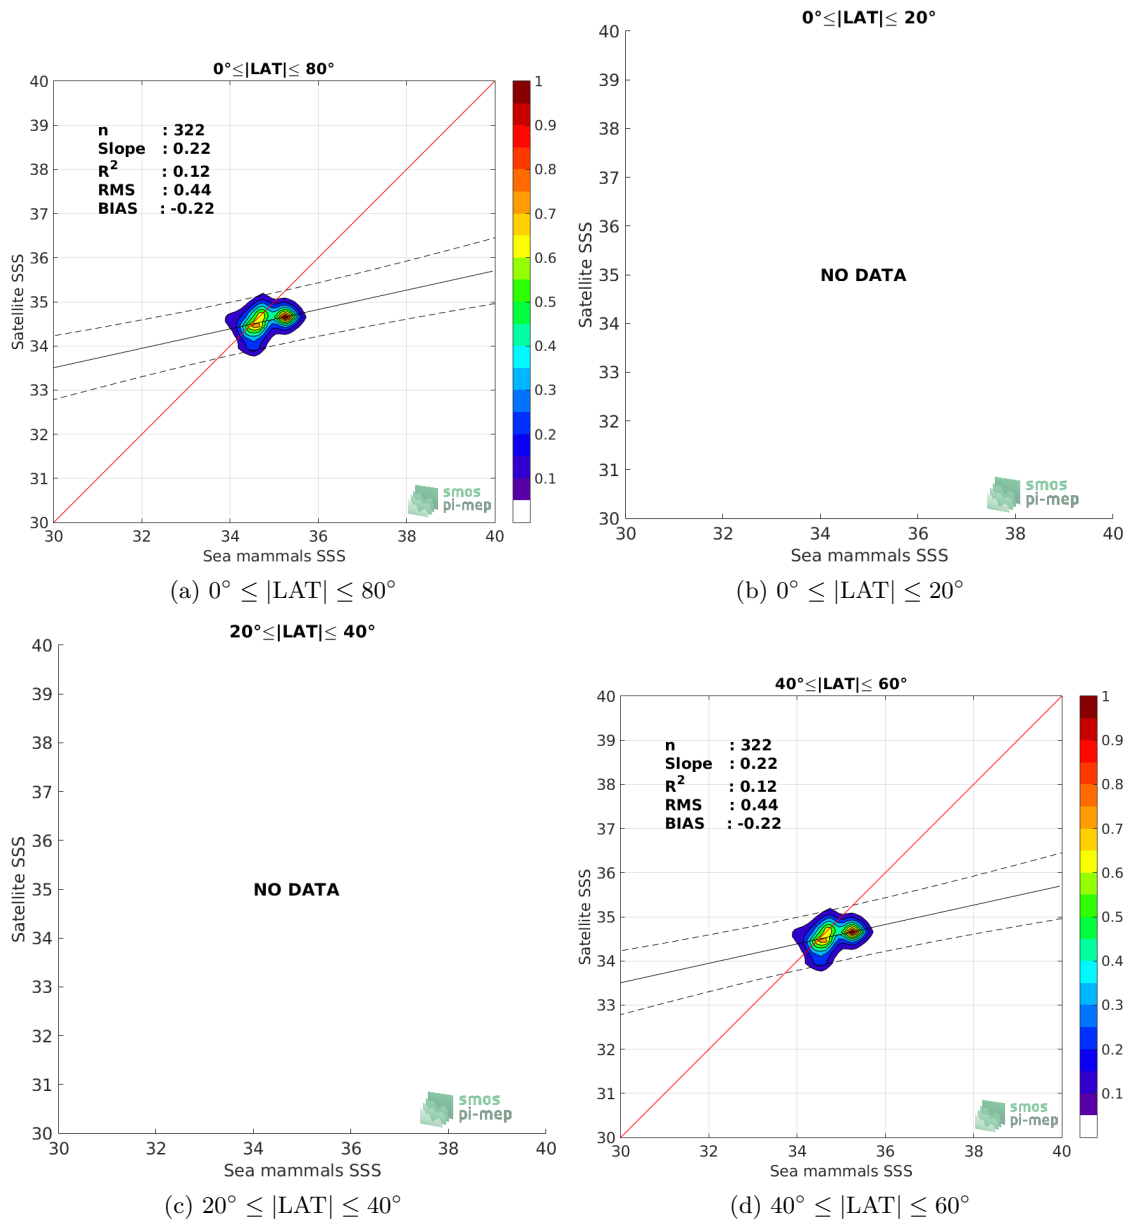 0°≤|LAT|≤ 80°
40
39
38
37
36
35
34
33
32
31
30
30
32
34
36
38
40
n : 322
Slope : 0.22
R² : 0.12
RMS : 0.44
BIAS : -0.22
1
0.9
0.8
0.7
0.6
0.5
0.4
0.3
0.2
0.1
Satellite SSS
Sea mammals SSS
smos
pi-mep
(a) 0° ≤ |LAT| ≤ 80°
0°≤|LAT|≤ 20°
40
39
38
37
36
35
34
33
32
31
30
30
32
34
36
38
40
NO DATA
Satellite SSS
Sea mammals SSS
smos
pi-mep
(b) 0° ≤ |LAT| ≤ 20°
20°≤|LAT|≤ 40°
40
39
38
37
36
35
34
33
32
31
30
30
32
34
36
38
40
NO DATA
Satellite SSS
Sea mammals SSS
smos
pi-mep
(c) 20° ≤ |LAT| ≤ 40°
40°≤|LAT|≤ 60°
40
39
38
37
36
35
34
33
32
31
30
30
32
34
36
38
40
n : 322
Slope : 0.22
R² : 0.12
RMS : 0.44
BIAS : -0.22
1
0.9
0.8
0.7
0.6
0.5
0.4
0.3
0.2
0.1
Satellite SSS
Sea mammals SSS
smos
pi-mep
(d) 40° ≤ |LAT| ≤ 60°